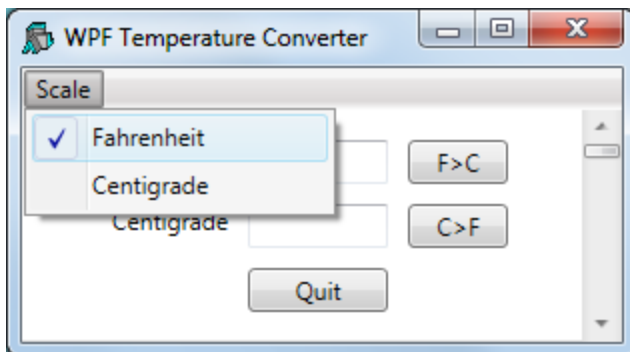 WPF Temperature Converter
Scale
Fahrenheit
F>C
Centigrade
Centigrade
C>F
Quit